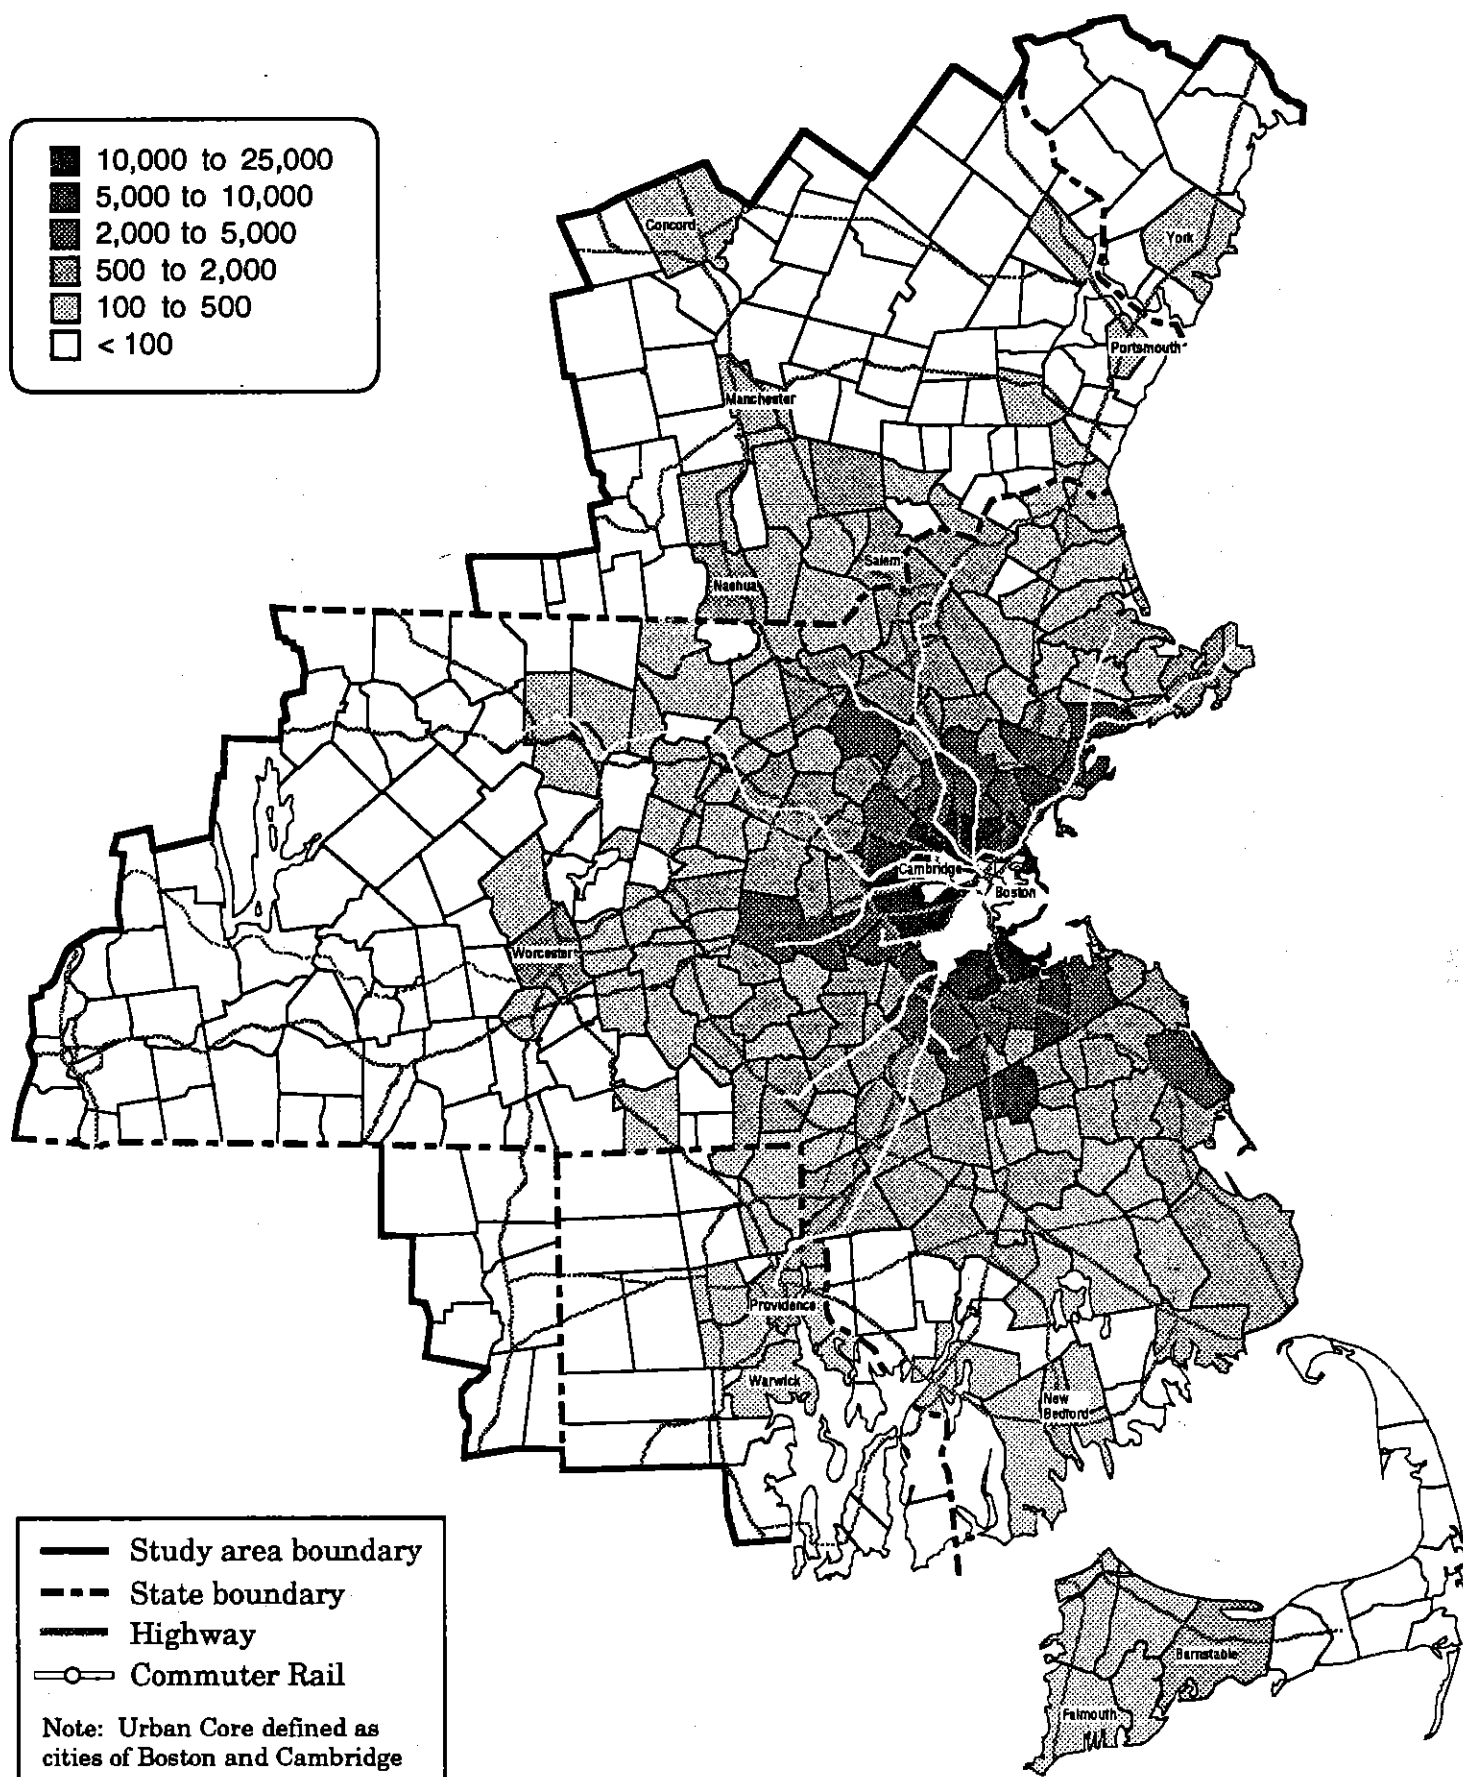 10,000 to 25,000
5,000 to 10,000
2,000 to 5,000
500 to 2,000
100 to 500
< 100
Concord
York
Portsmouth
Manchester
Salem
Nashua
Cambridge
Boston
Worcester
Providence
Warwick
New
Bedford
Barnstable
Falmouth
Study area boundary
State boundary
Highway
Commuter Rail
Note: Urban Core defined as
cities of Boston and Cambridge